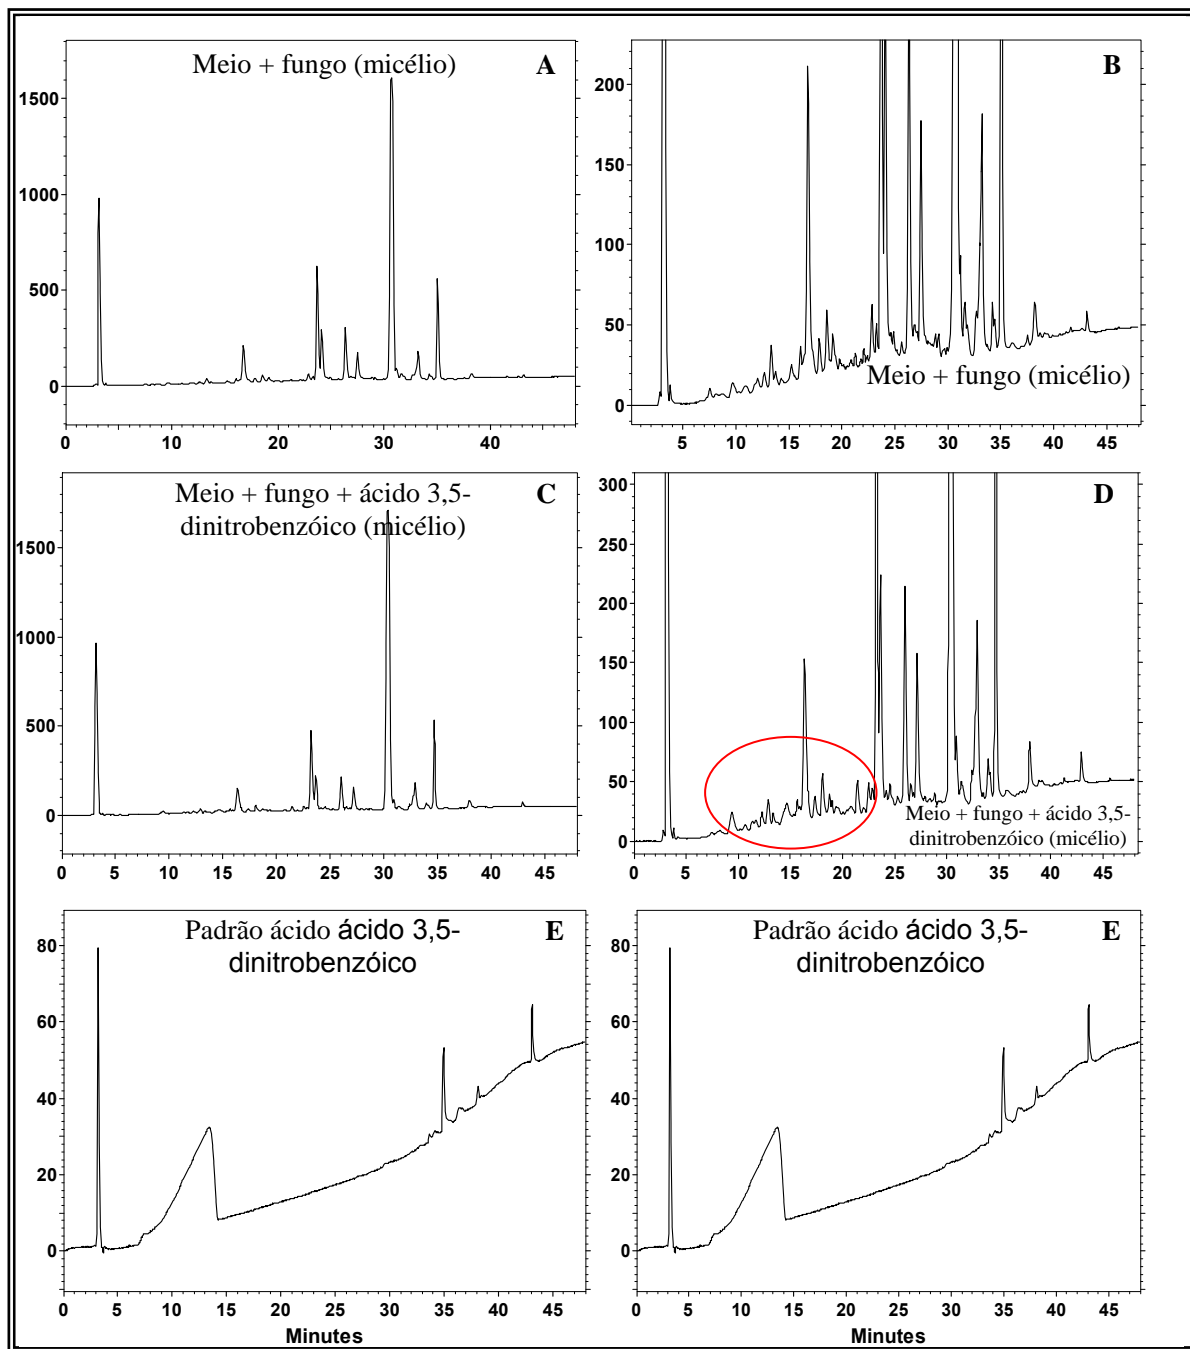 Meio + fungo (micélio)
A
1500
1000
500
0
0 10 20 30 40
B
200
150
100
50
0
Meio + fungo (micélio)
5 10 15 20 25 30 35 40 45
Meio + fungo + ácido 3,5-
dinitrobenzóico (micélio)
C
1500
1000
500
0
0 5 10 15 20 25 30 35 40 45
D
300
250
200
150
100
50
0
Meio + fungo + ácido 3,5-
dinitrobenzóico (micélio)
0 5 10 15 20 25 30 35 40 45
Padrão ácido ácido 3,5-
dinitrobenzóico
E
80
60
40
20
0
0 5 10 15 20 25 30 35 40 45
Minutes
Padrão ácido ácido 3,5-
dinitrobenzóico
E
80
60
40
20
0
0 5 10 15 20 25 30 35 40 45
Minutes